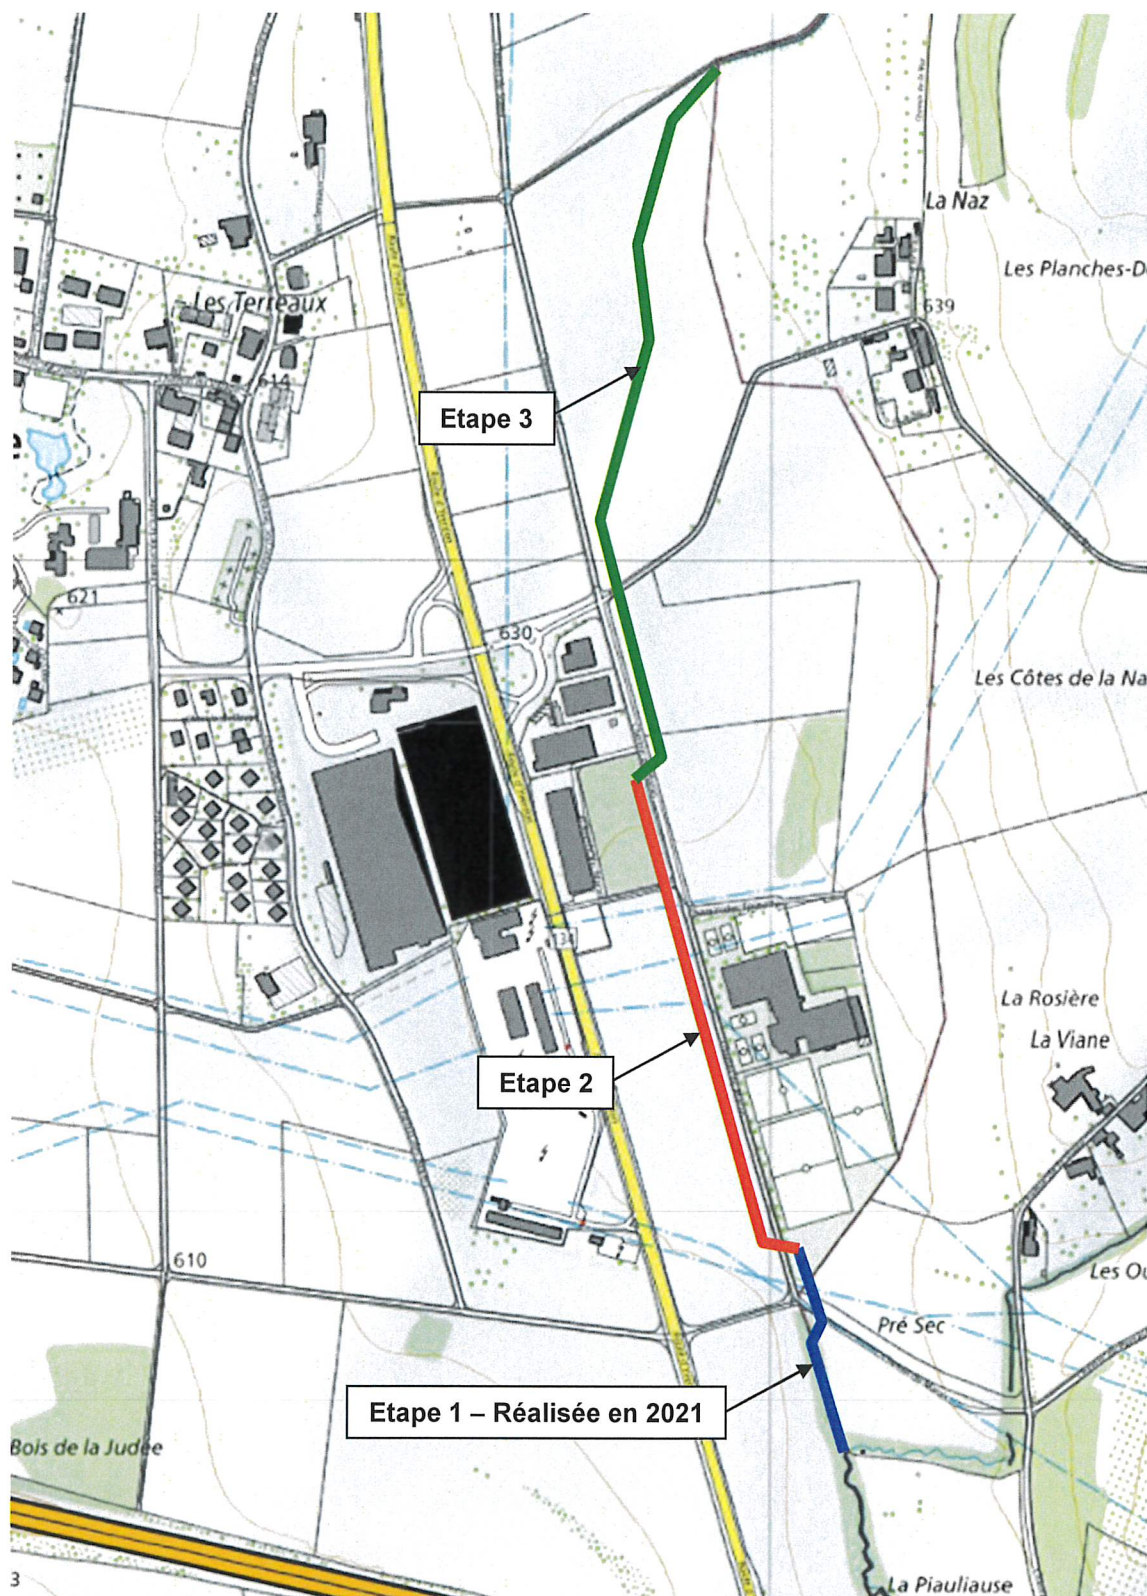 La Naz
Les Planches-D
Les Terreaux
639
614
Etape 3
e
621
630
Les Côtes de la Na
134
La Rosière
La Viane
Etape 2
610
Les Ou
Pré Sec
Etape 1 – Réalisée en 2021
Bois de la Judée
3
La Piauliause